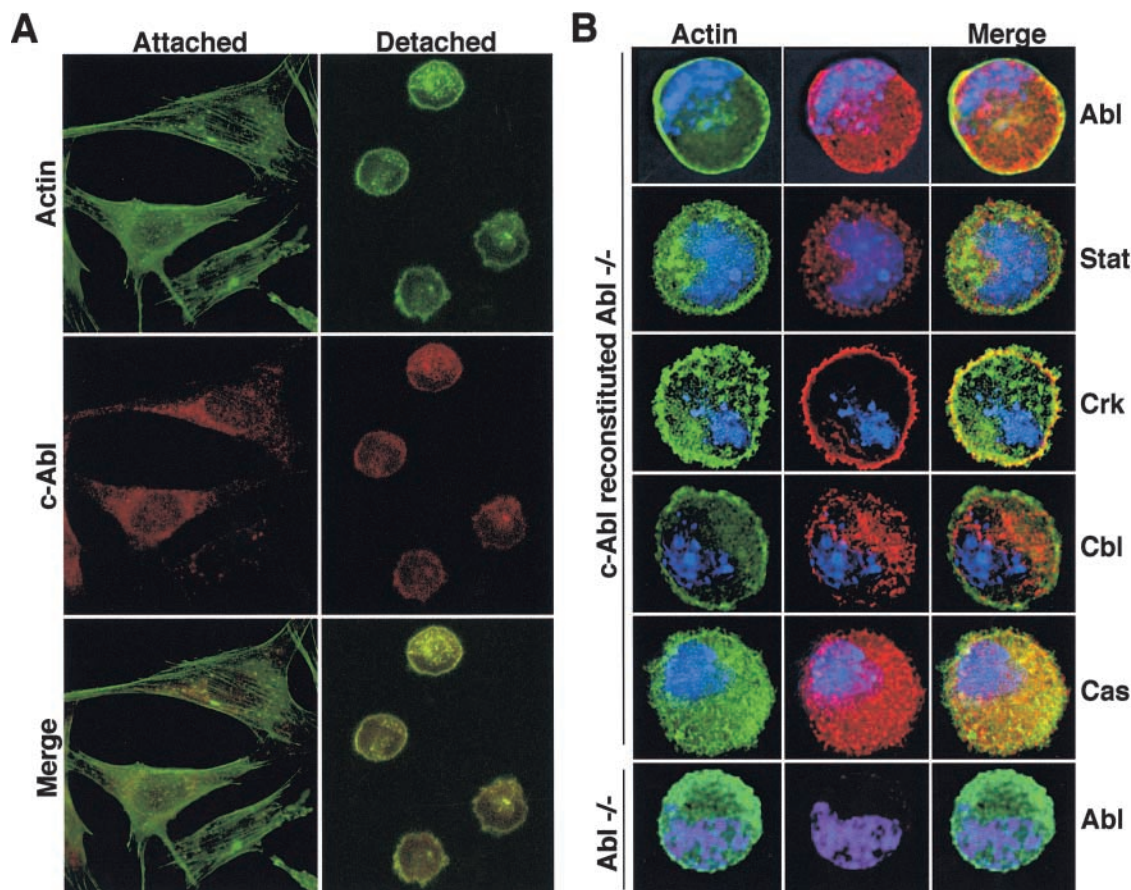 A
Attached
Detached
Actin
c-Abl
Merge
B
Actin
Merge
c-Abl reconstituted Abl -/-
Abl
Stat
Crk
Cbl
Cas
Abl -/-
Abl